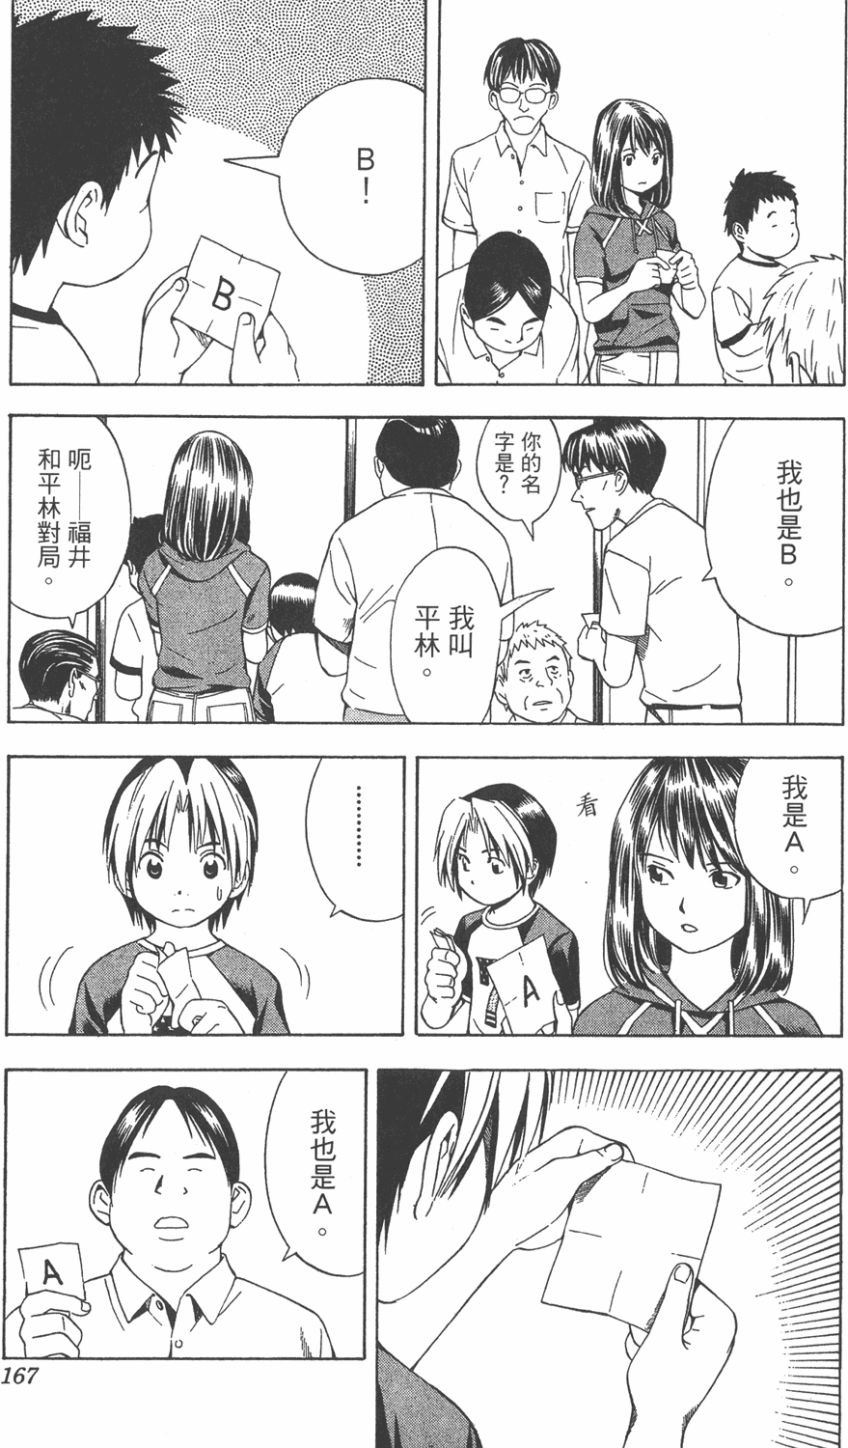 B！
B
我也是B。
你的名
字是？
我叫
平林。
呃——福井
和平林對局。
我是A。
看
A
………
我也是A。
A
167